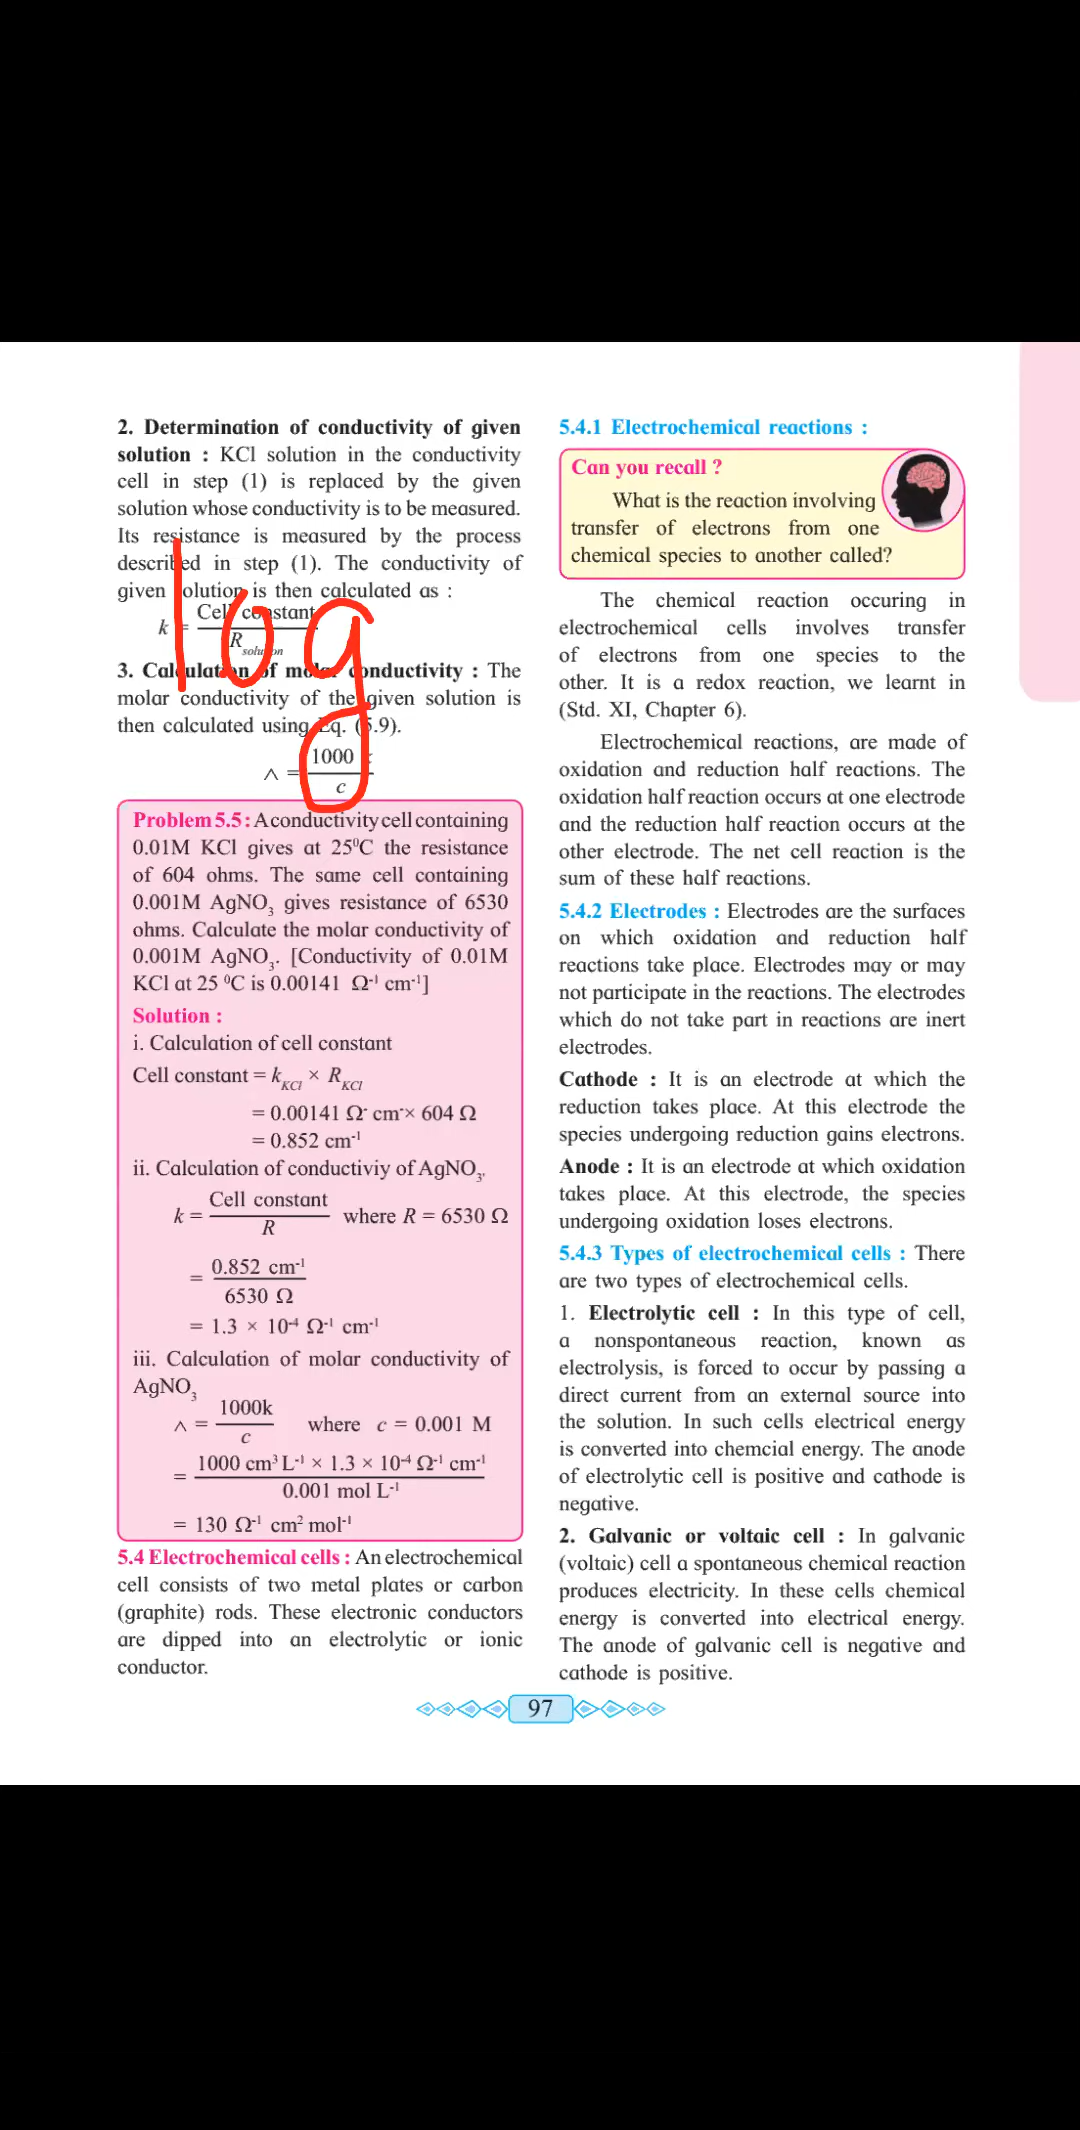 2. Determination of conductivity of given
solution : KCl solution in the conductivity
cell in step (1) is replaced by the given
solution whose conductivity is to be measured.
Its resistance is measured by the process
described in step (1). The conductivity of
given solution is then calculated as :
k = Cell constant
R solution
log
3. Calculation of molar conductivity : The
molar conductivity of the given solution is
then calculated using Eq. (5.9).
∧ = 1000 k
c
Problem 5.5 : A conductivity cell containing
0.01M KCl gives at 25⁰C the resistance
of 604 ohms. The same cell containing
0.001M AgNO₃ gives resistance of 6530
ohms. Calculate the molar conductivity of
0.001M AgNO₃. [Conductivity of 0.01M
KCl at 25 ⁰C is 0.00141 Ω⁻¹ cm⁻¹]
Solution :
i. Calculation of cell constant
Cell constant = k KCl × R KCl
= 0.00141 Ω⁻ cm⁻× 604 Ω
= 0.852 cm⁻¹
ii. Calculation of conductiviy of AgNO₃.
k = Cell constant
R where R = 6530 Ω
= 0.852 cm⁻¹
6530 Ω
= 1.3 × 10⁻⁴ Ω⁻¹ cm⁻¹
iii. Calculation of molar conductivity of
AgNO₃
∧ = 1000k
c where c = 0.001 M
= 1000 cm³ L⁻¹ × 1.3 × 10⁻⁴ Ω⁻¹ cm⁻¹
0.001 mol L⁻¹
= 130 Ω⁻¹ cm² mol⁻¹
5.4 Electrochemical cells : An electrochemical
cell consists of two metal plates or carbon
(graphite) rods. These electronic conductors
are dipped into an electrolytic or ionic
conductor.
5.4.1 Electrochemical reactions :
Can you recall ?
What is the reaction involving
transfer of electrons from one
chemical species to another called?
The chemical reaction occuring in
electrochemical cells involves transfer
of electrons from one species to the
other. It is a redox reaction, we learnt in
(Std. XI, Chapter 6).
Electrochemical reactions, are made of
oxidation and reduction half reactions. The
oxidation half reaction occurs at one electrode
and the reduction half reaction occurs at the
other electrode. The net cell reaction is the
sum of these half reactions.
5.4.2 Electrodes : Electrodes are the surfaces
on which oxidation and reduction half
reactions take place. Electrodes may or may
not participate in the reactions. The electrodes
which do not take part in reactions are inert
electrodes.
Cathode : It is an electrode at which the
reduction takes place. At this electrode the
species undergoing reduction gains electrons.
Anode : It is an electrode at which oxidation
takes place. At this electrode, the species
undergoing oxidation loses electrons.
5.4.3 Types of electrochemical cells : There
are two types of electrochemical cells.
1. Electrolytic cell : In this type of cell,
a nonspontaneous reaction, known as
electrolysis, is forced to occur by passing a
direct current from an external source into
the solution. In such cells electrical energy
is converted into chemcial energy. The anode
of electrolytic cell is positive and cathode is
negative.
2. Galvanic or voltaic cell : In galvanic
(voltaic) cell a spontaneous chemical reaction
produces electricity. In these cells chemical
energy is converted into electrical energy.
The anode of galvanic cell is negative and
cathode is positive.
97